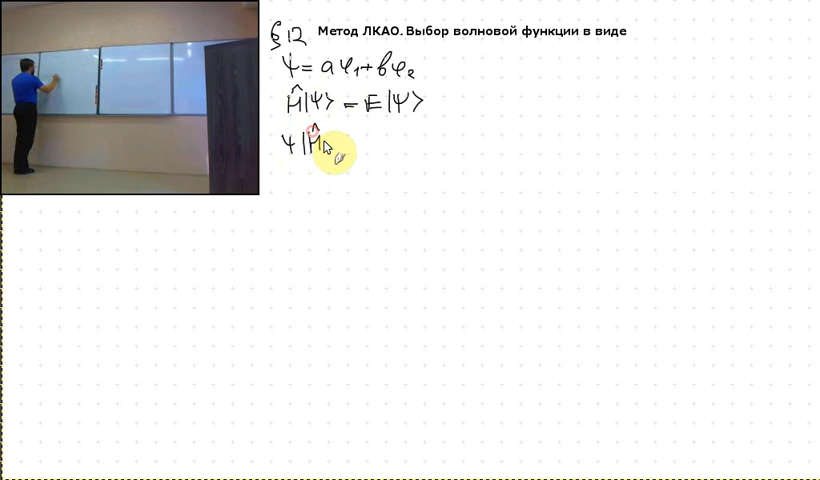 § 12 Метод ЛКАО. Выбор волновой функции в виде
Ψ = aφ₁ + bφ₂
Ĥ|Ψ> = E|Ψ>
Ψ|Ĥ